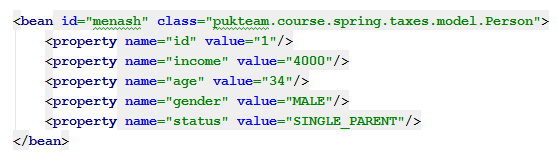 <bean id="menash" class="pukteam.course.spring.taxes.model.Person">
<property name="id" value="1"/>
<property name="income" value="4000"/>
<property name="age" value="34"/>
<property name="gender" value="MALE"/>
<property name="status" value="SINGLE_PARENT"/>
</bean>